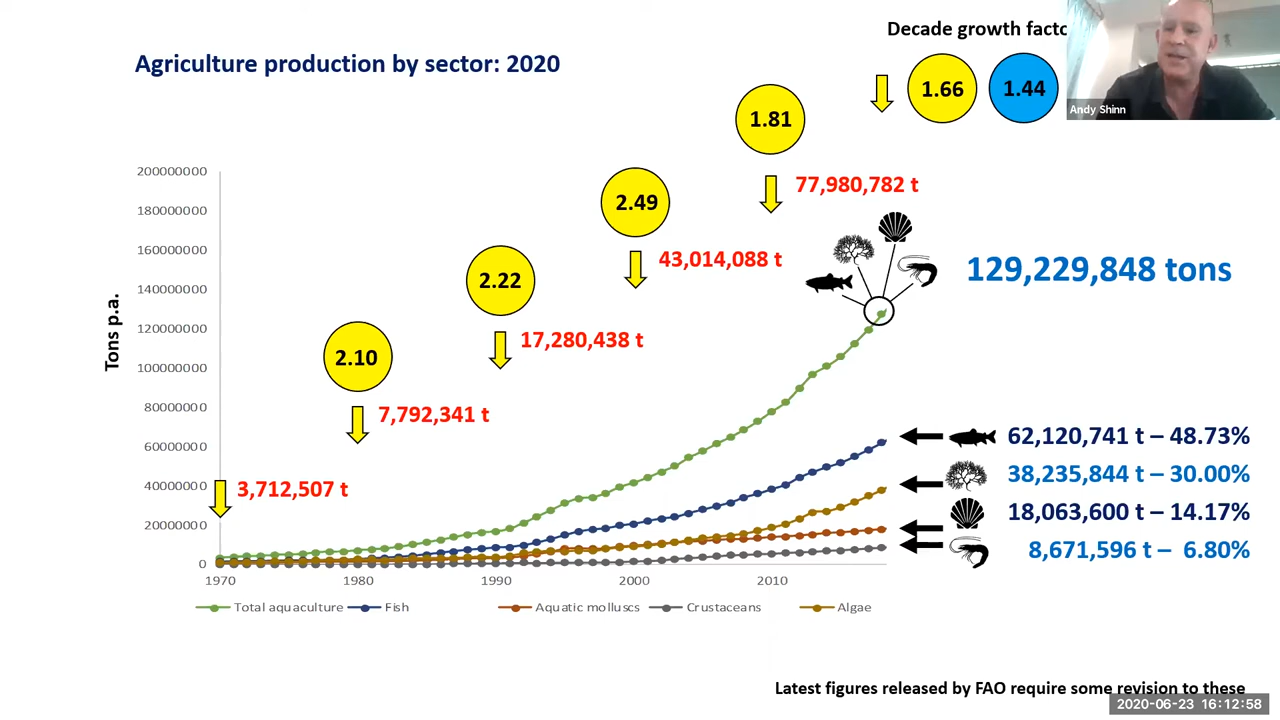 Decade growth facto
Agriculture production by sector: 2020
1.66
1.44
Andy Shinn
1.81
77,980,782 t
2.49
43,014,088 t
129,229,848 tons
2.22
17,280,438 t
2.10
7,792,341 t
3,712,507 t
Tons p.a.
200000000
180000000
160000000
140000000
120000000
100000000
80000000
60000000
40000000
20000000
0
1970
1980
1990
2000
2010
62,120,741 t – 48.73%
38,235,844 t – 30.00%
18,063,600 t – 14.17%
8,671,596 t – 6.80%
Total aquaculture
Fish
Aquatic molluscs
Crustaceans
Algae
Latest figures released by FAO require some revision to these
2020-06-23 16:12:58